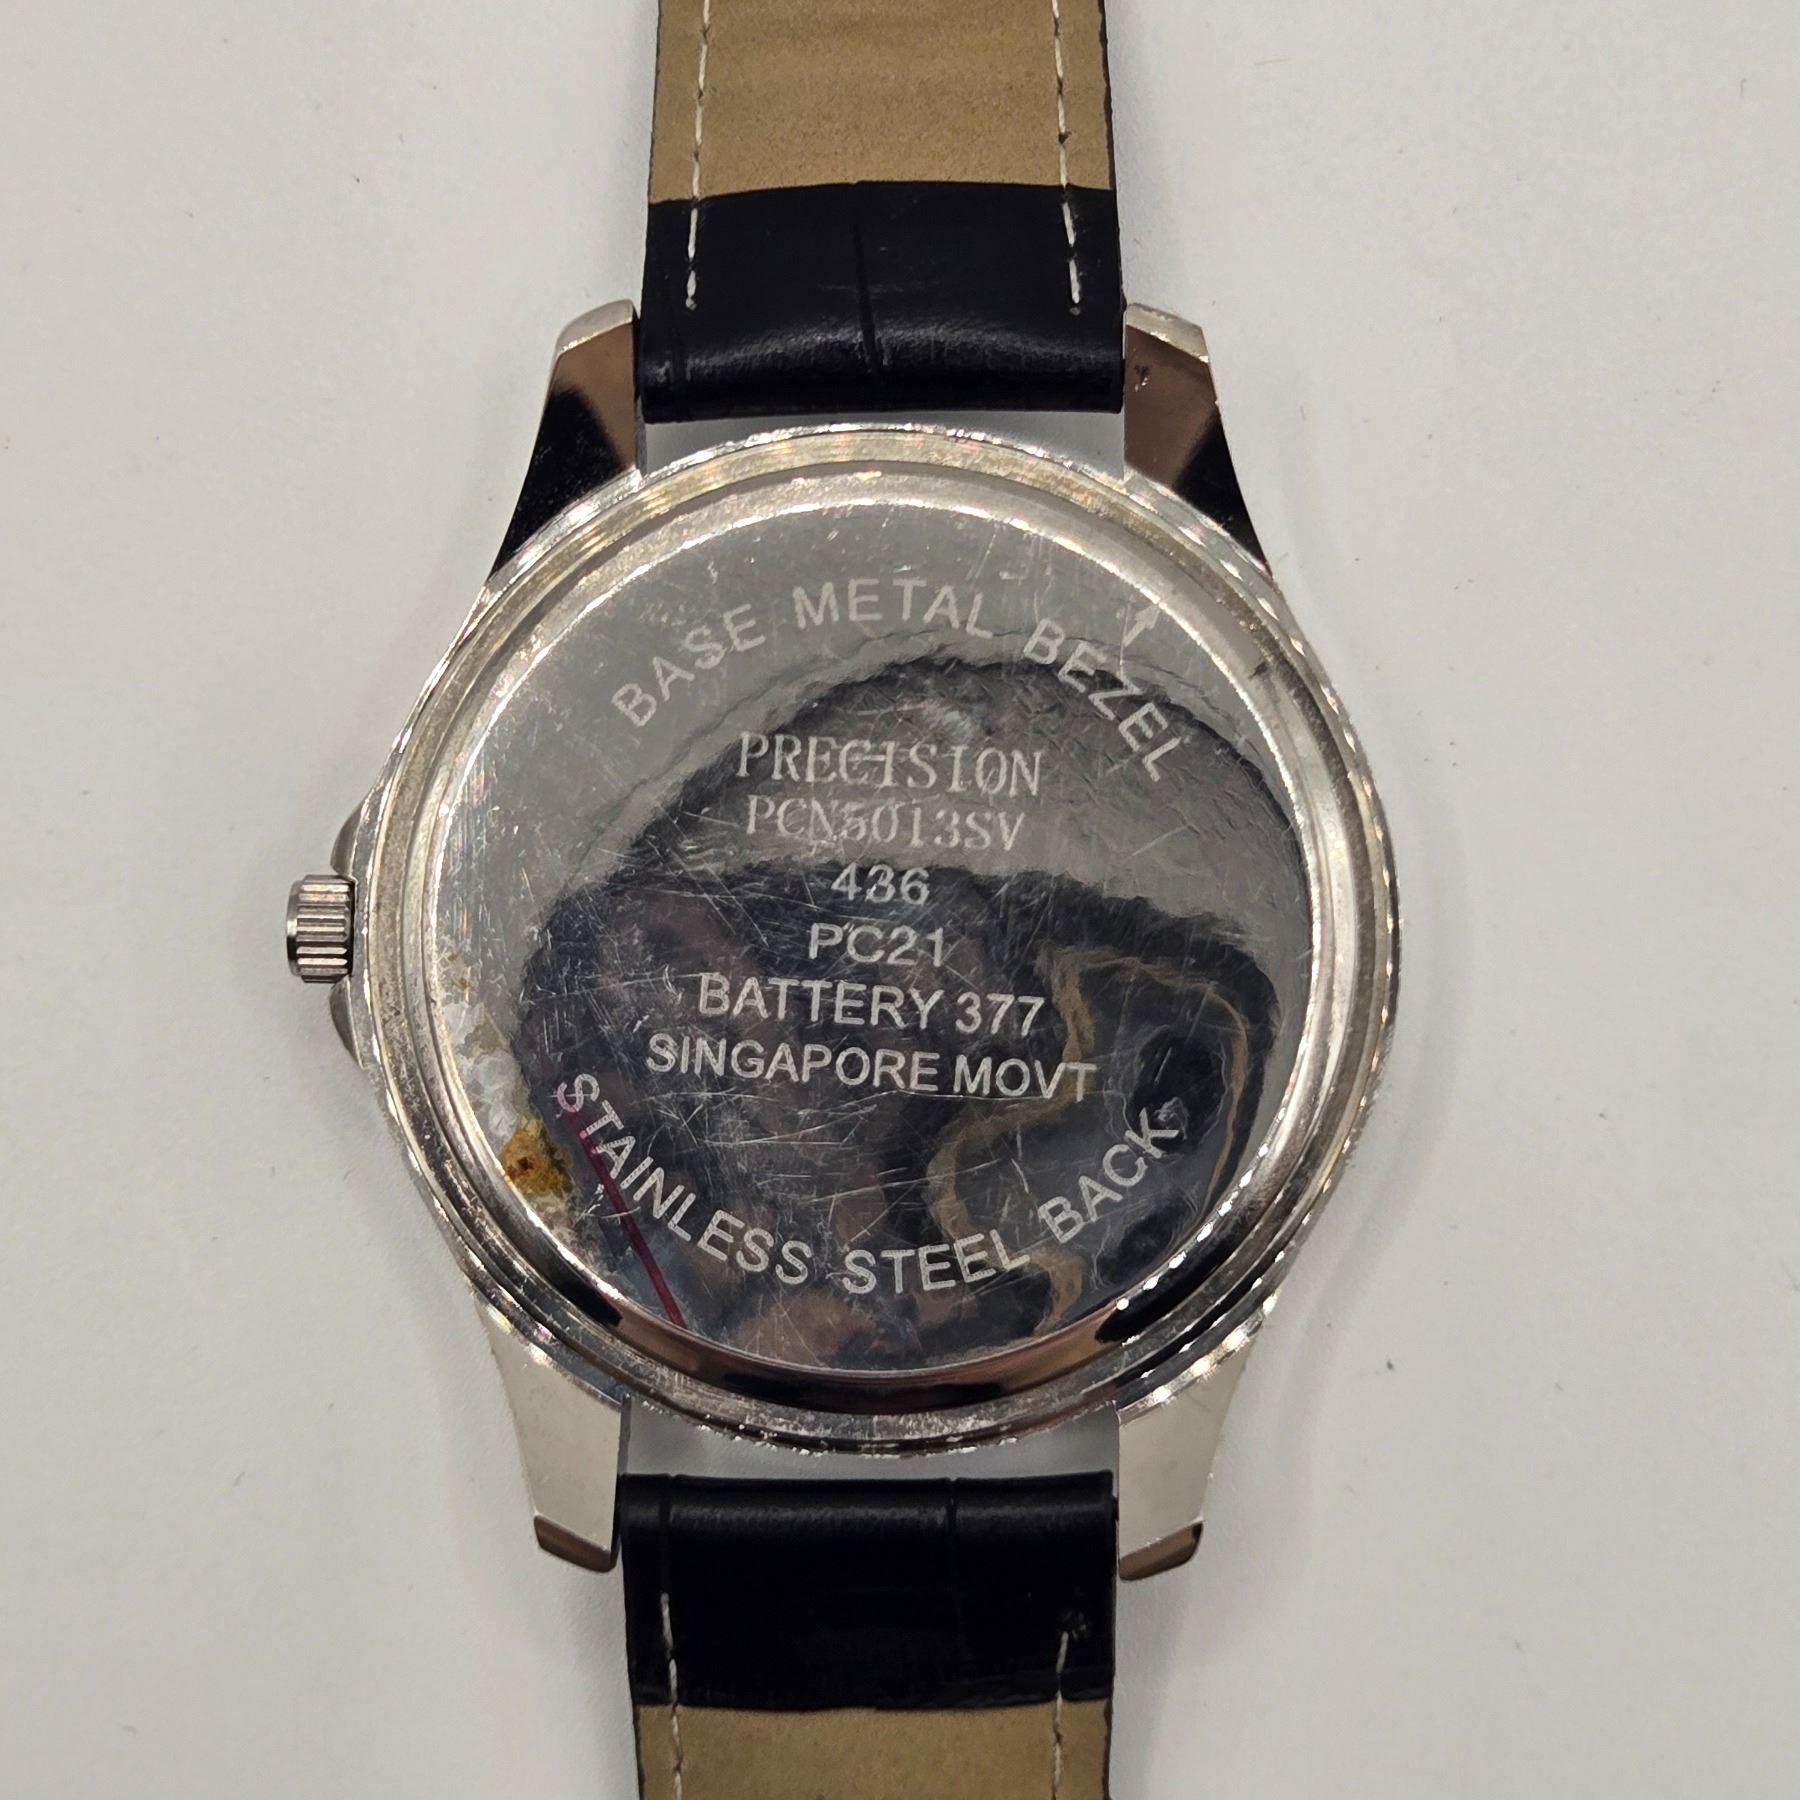 BASE METAL BEZEL
PRECISION
PCN5013SV
436
PC21
BATTERY 377
SINGAPORE MOVT
STAINLESS STEEL BACK